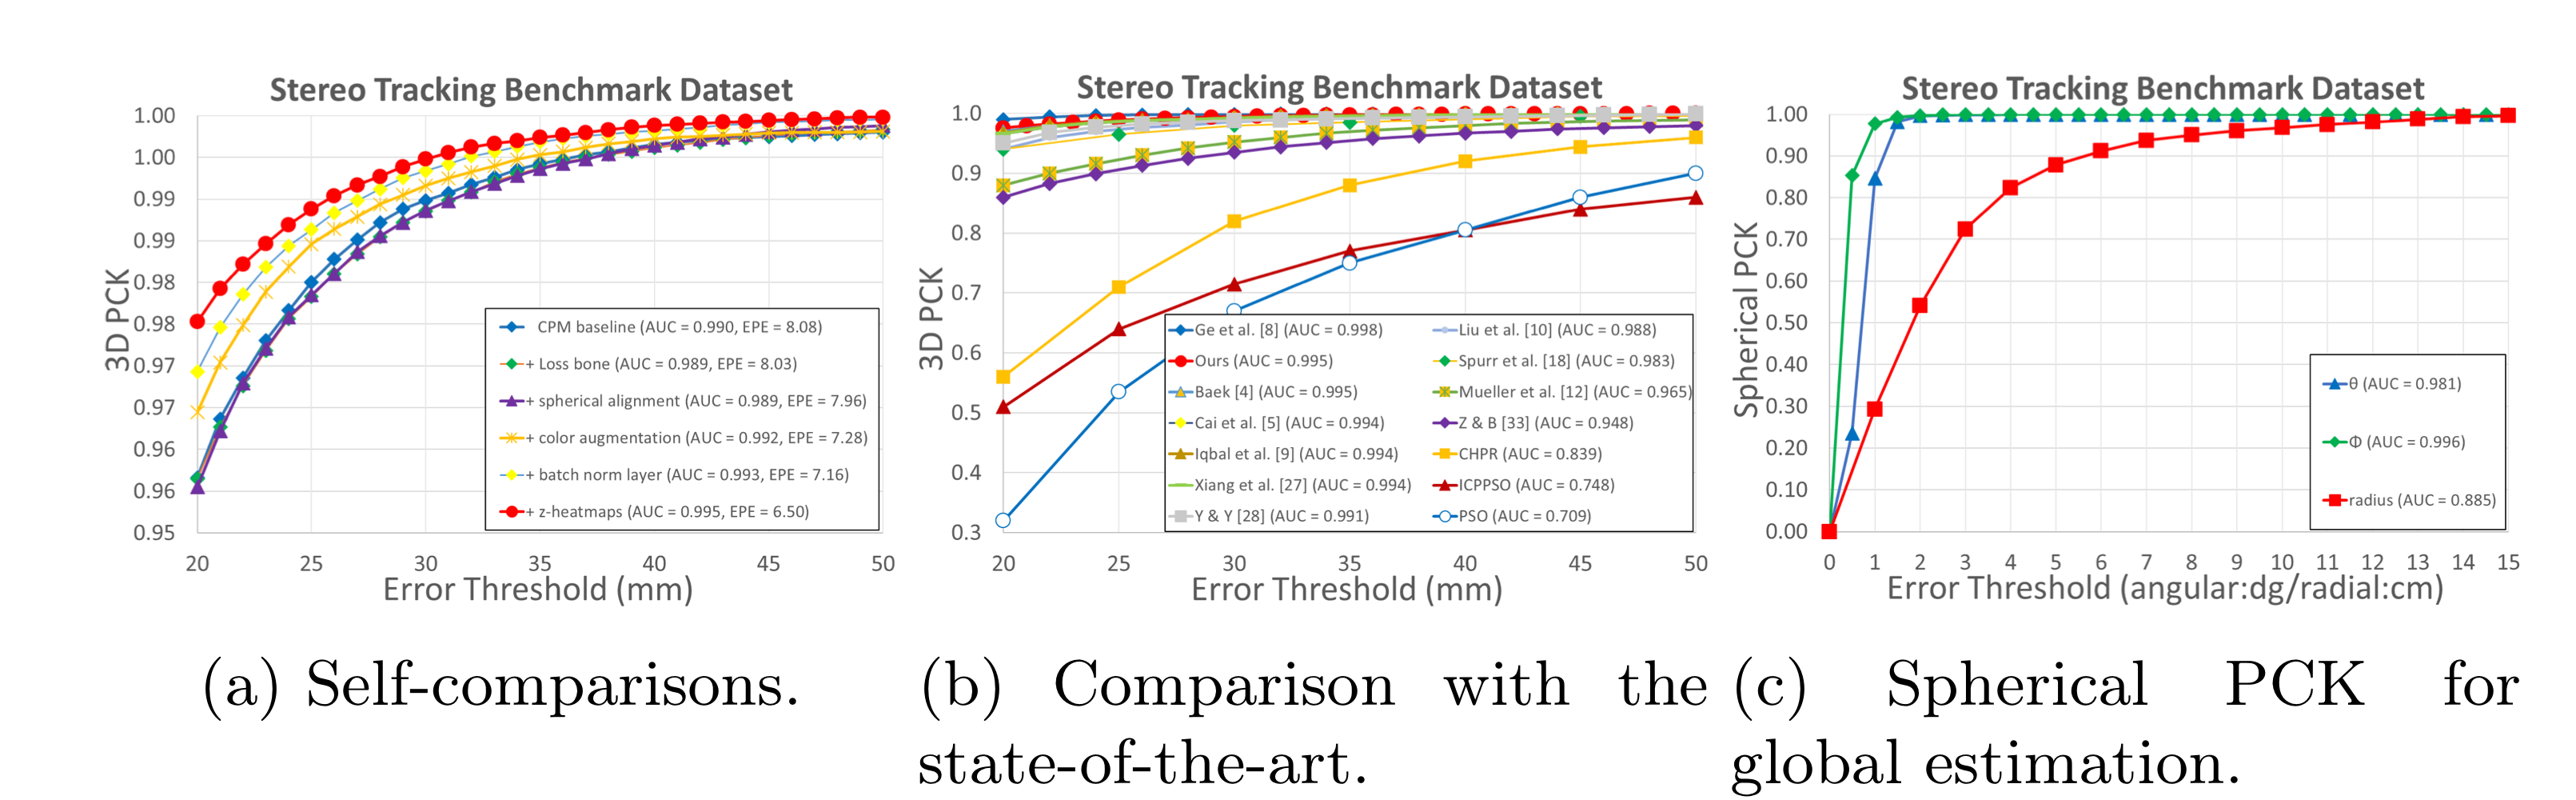 Stereo Tracking Benchmark Dataset
1.00
1.00
0.99
0.99
0.98
0.98
0.97
0.97
0.96
0.96
0.95
3D PCK
20 25 30 35 40 45 50
Error Threshold (mm)
CPM baseline (AUC = 0.990, EPE = 8.08)
+ Loss bone (AUC = 0.989, EPE = 8.03)
+ spherical alignment (AUC = 0.989, EPE = 7.96)
+ color augmentation (AUC = 0.992, EPE = 7.28)
+ batch norm layer (AUC = 0.993, EPE = 7.16)
+ z-heatmaps (AUC = 0.995, EPE = 6.50)
(a) Self-comparisons.
Stereo Tracking Benchmark Dataset
1.0
0.9
0.8
0.7
0.6
0.5
0.4
0.3
3D PCK
20 25 30 35 40 45 50
Error Threshold (mm)
Ge et al. [8] (AUC = 0.998)
Ours (AUC = 0.995)
Baek [4] (AUC = 0.995)
Cai et al. [5] (AUC = 0.994)
Iqbal et al. [9] (AUC = 0.994)
Xiang et al. [27] (AUC = 0.994)
Y & Y [28] (AUC = 0.991)
Liu et al. [10] (AUC = 0.988)
Spurr et al. [18] (AUC = 0.983)
Mueller et al. [12] (AUC = 0.965)
Z & B [33] (AUC = 0.948)
CHPR (AUC = 0.839)
ICPPSO (AUC = 0.748)
PSO (AUC = 0.709)
(b) Comparison with the
state-of-the-art.
Stereo Tracking Benchmark Dataset
1.00
0.90
0.80
0.70
0.60
0.50
0.40
0.30
0.20
0.10
0.00
Spherical PCK
0 1 2 3 4 5 6 7 8 9 10 11 12 13 14 15
Error Threshold (angular:dg/radial:cm)
θ (AUC = 0.981)
Φ (AUC = 0.996)
radius (AUC = 0.885)
(c) Spherical PCK for
global estimation.